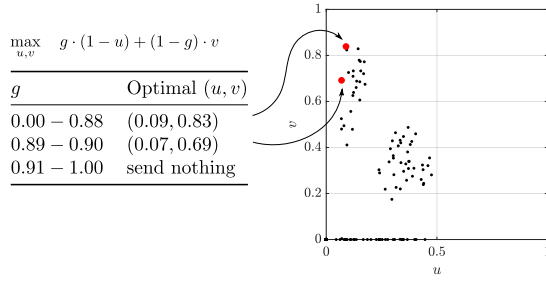 max g · (1 − u) + (1 − g) · v
u,v
g Optimal (u, v)
0.00 − 0.88 (0.09, 0.83)
0.89 − 0.90 (0.07, 0.69)
0.91 − 1.00 send nothing
1
0.8
0.6
0.4
0.2
0
v
0 0.5 1
u